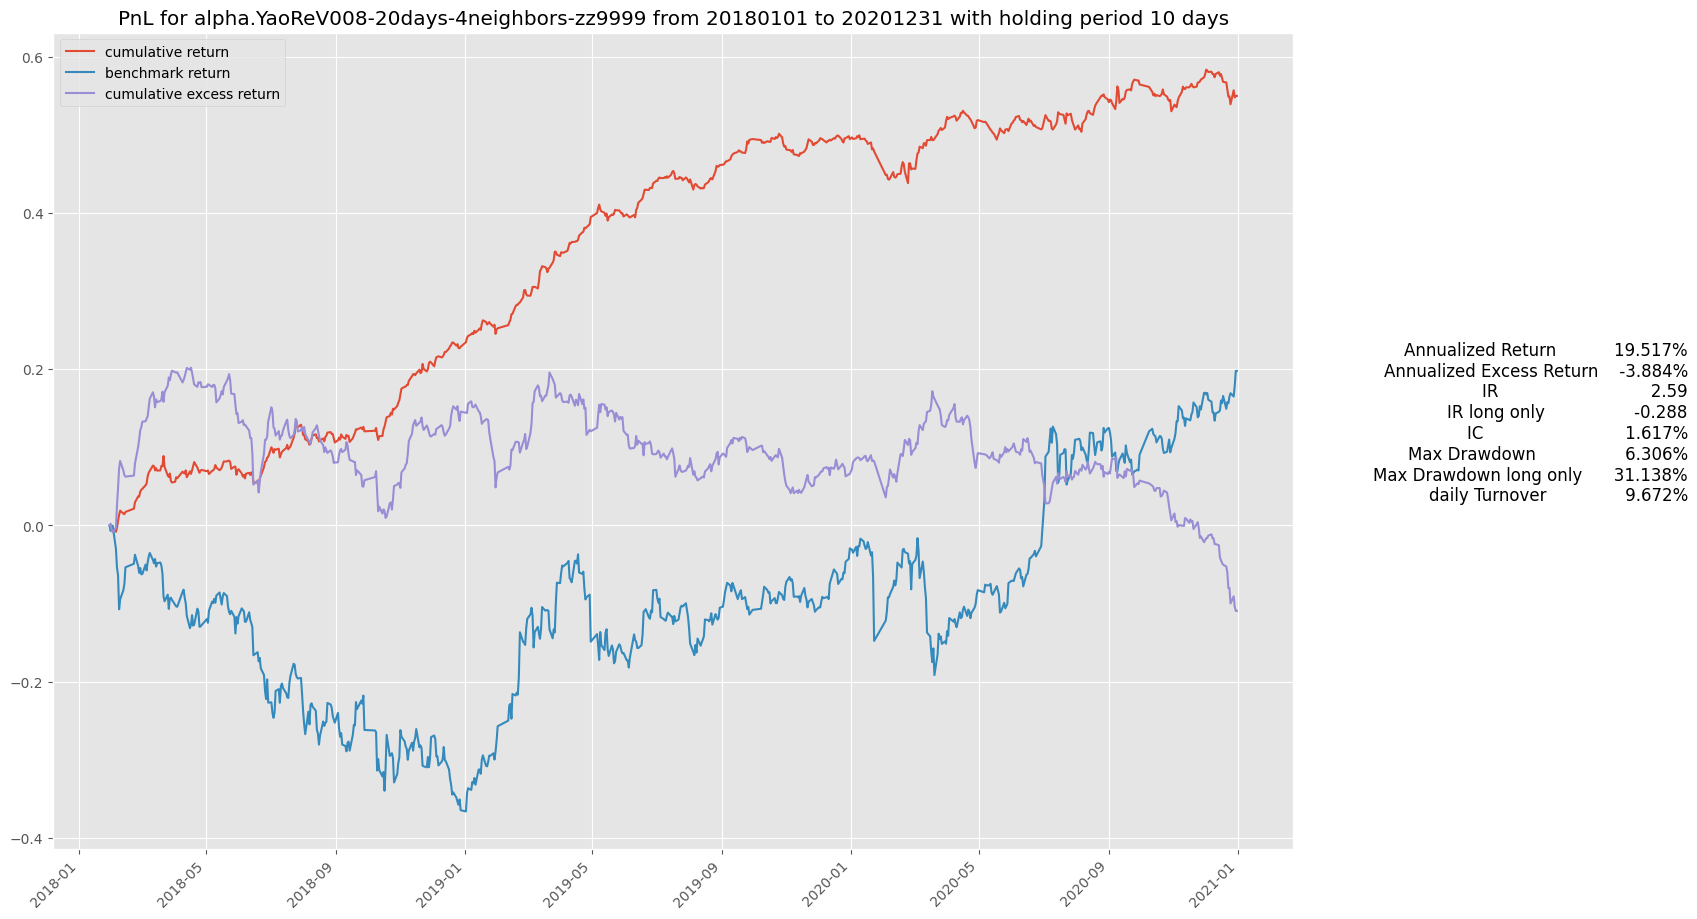 PnL for alpha.YaoReV008-20days-4neighbors-zz9999 from 20180101 to 20201231 with holding period 10 days
cumulative return
benchmark return
cumulative excess return
0.6
0.4
0.2
0.0
−0.2
−0.4
2018-01
2018-05
2018-09
2019-01
2019-05
2019-09
2020-01
2020-05
2020-09
2021-01
Annualized Return 19.517%
Annualized Excess Return -3.884%
IR 2.59
IR long only -0.288
IC 1.617%
Max Drawdown 6.306%
Max Drawdown long only 31.138%
daily Turnover 9.672%